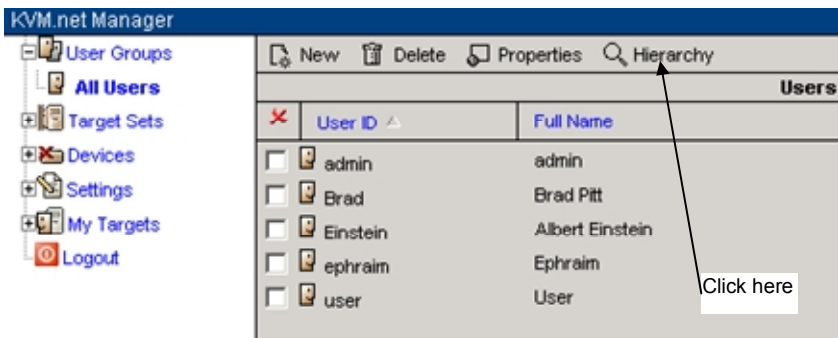 KVM.net Manager
User Groups
All Users
Target Sets
Devices
Settings
My Targets
Logout
New Delete Properties Hierarchy
Users
User ID Full Name
admin admin
Brad Brad Pitt
Einstein Albert Einstein
ephraim Ephraim
user User
Click here